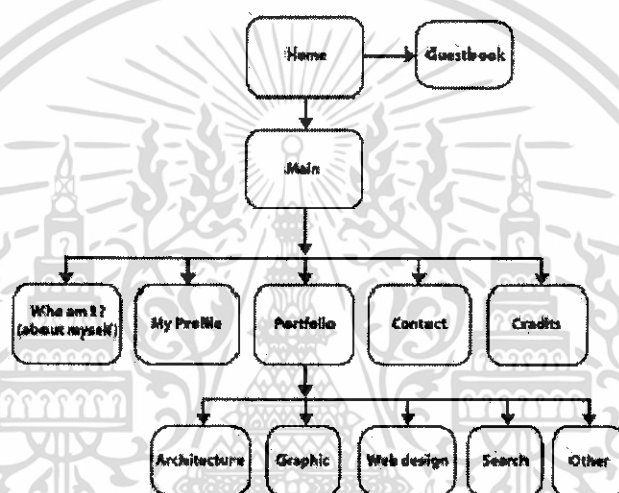 Home
Guestbook
Main
Who am I?
(about myself)
My Profile
Portfolio
Contact
Credits
Architecture
Graphic
Web design
Search
Other